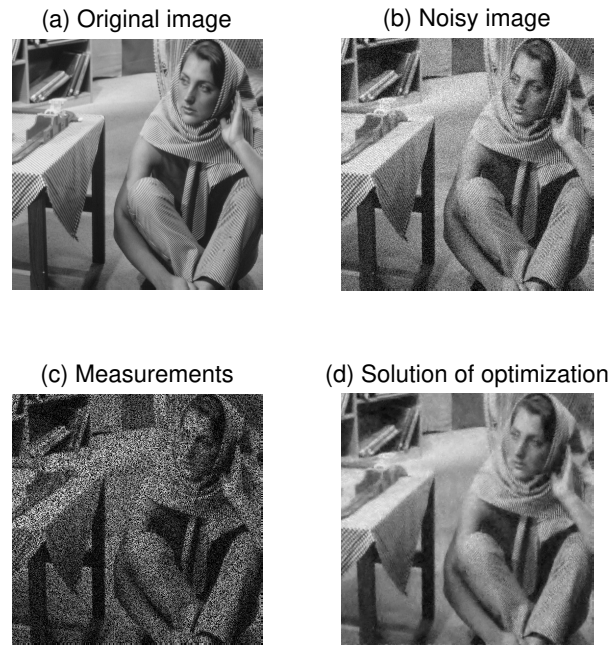 (a) Original image
(b) Noisy image
(c) Measurements
(d) Solution of optimization